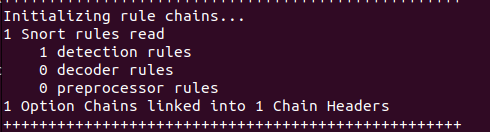 Initializing rule chains...
1 Snort rules read
    1 detection rules
    0 decoder rules
    0 preprocessor rules
1 Option Chains linked into 1 Chain Headers
+++++++++++++++++++++++++++++++++++++++++++++++++++